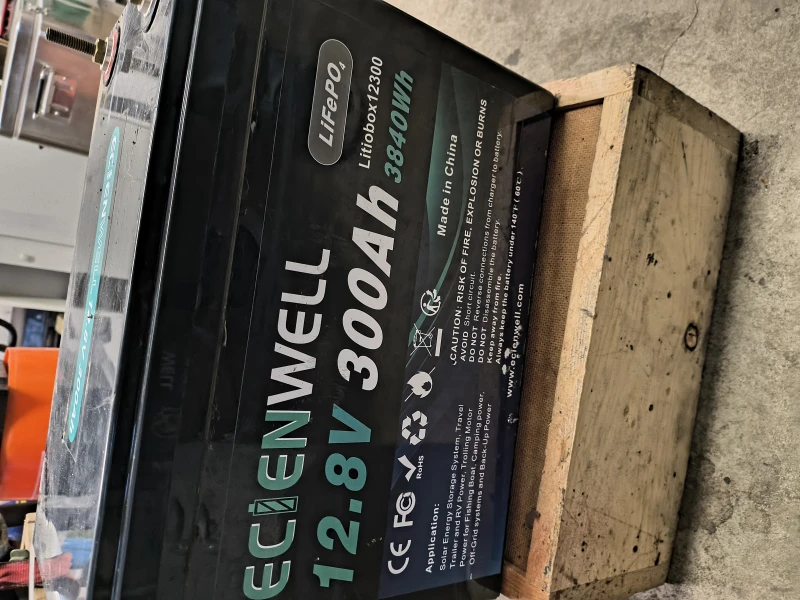 ECIENWELL
LiFePO4
12.8V 300Ah
Litiobox12300
3840Wh
CE FC RoHS
Made in China
Application:
Solar Energy Storage System, Travel
Trailer and RV Power, Trolling Motor
Power for Fishing Boat, Camping power,
Off-Grid systems and Back-Up Power
CAUTION: RISK OF FIRE, EXPLOSION OR BURNS
AVOID Short circuit.
DO NOT Reverse connections from charger to battery.
DO NOT Disassemble the battery.
Keep away from fire.
Always keep the battery under 140°F (60°C).
www.ecienwell.com